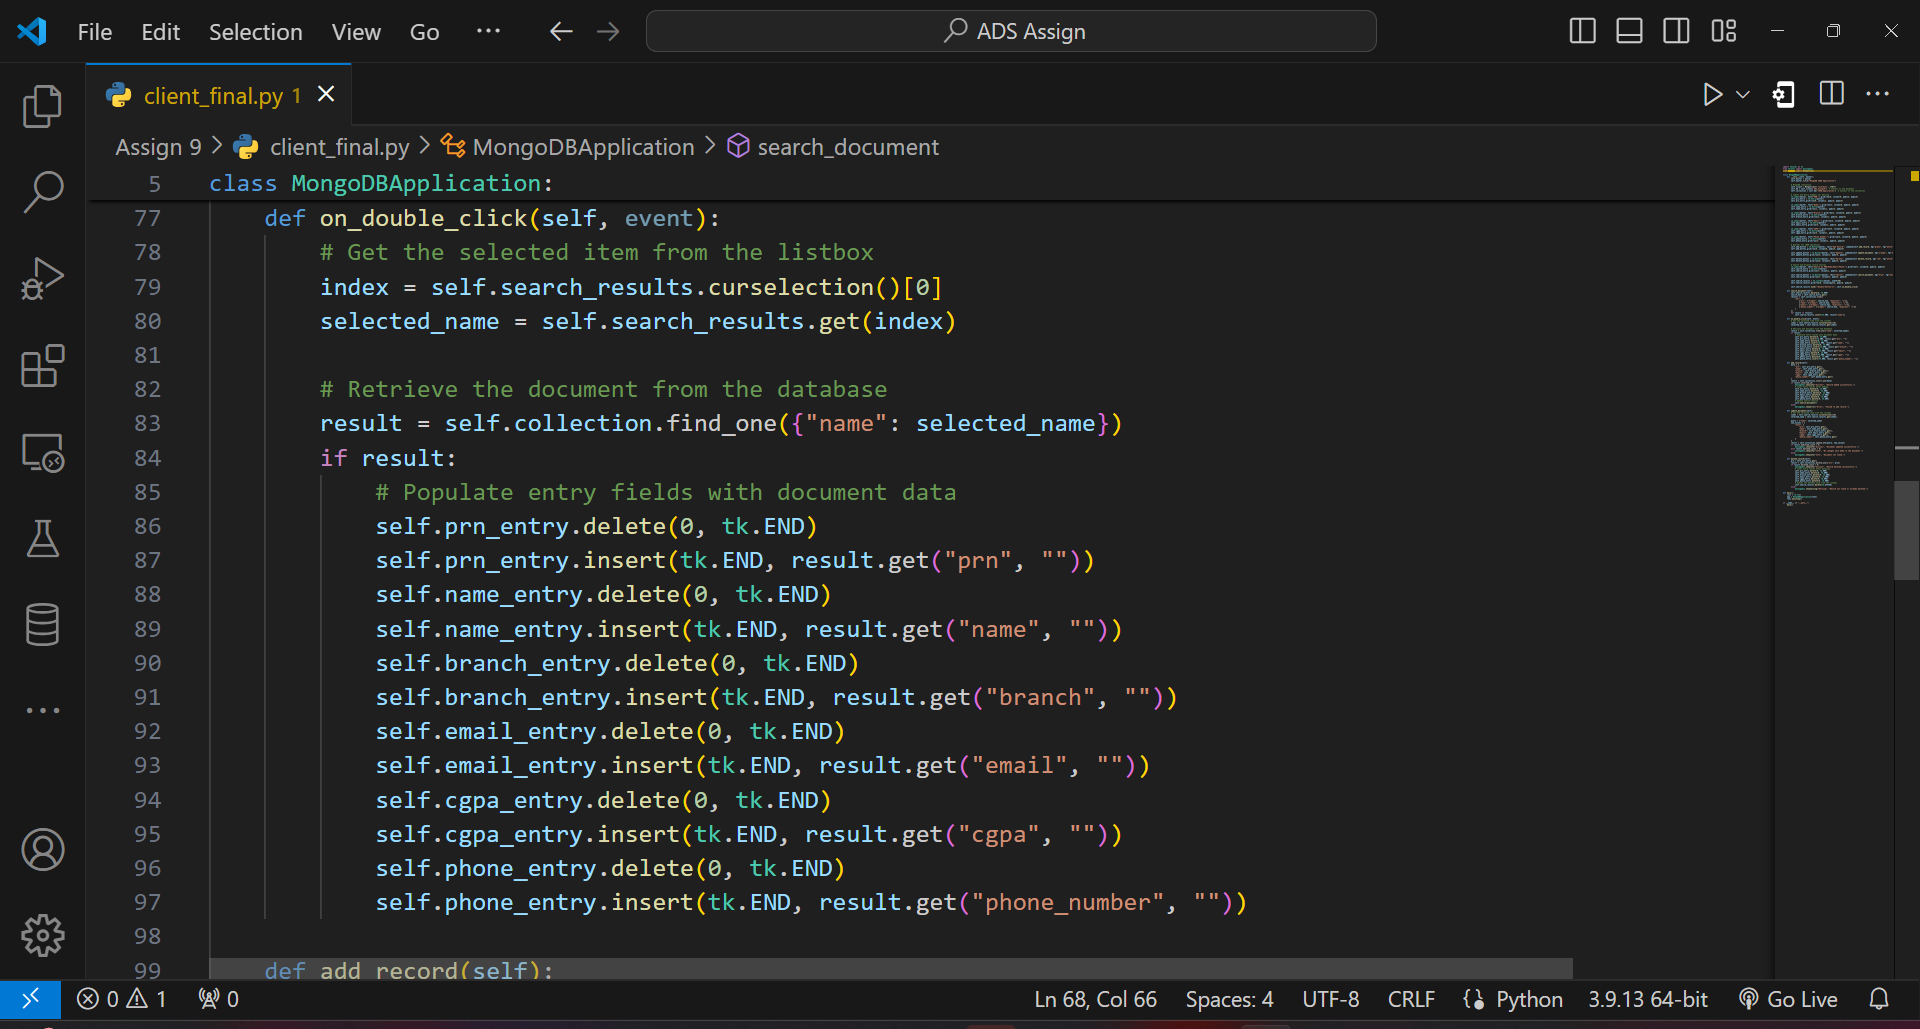 File Edit Selection View Go ··· ADS Assign
client_final.py 1
Assign 9 > client_final.py > MongoDBApplication > search_document
5 class MongoDBApplication:
77 def on_double_click(self, event):
78 # Get the selected item from the listbox
79 index = self.search_results.curselection()[0]
80 selected_name = self.search_results.get(index)
81
82 # Retrieve the document from the database
83 result = self.collection.find_one({"name": selected_name})
84 if result:
85 # Populate entry fields with document data
86 self.prn_entry.delete(0, tk.END)
87 self.prn_entry.insert(tk.END, result.get("prn", ""))
88 self.name_entry.delete(0, tk.END)
89 self.name_entry.insert(tk.END, result.get("name", ""))
90 self.branch_entry.delete(0, tk.END)
91 self.branch_entry.insert(tk.END, result.get("branch", ""))
92 self.email_entry.delete(0, tk.END)
93 self.email_entry.insert(tk.END, result.get("email", ""))
94 self.cgpa_entry.delete(0, tk.END)
95 self.cgpa_entry.insert(tk.END, result.get("cgpa", ""))
96 self.phone_entry.delete(0, tk.END)
97 self.phone_entry.insert(tk.END, result.get("phone_number", ""))
98
99 def add_record(self):
0 1 0 Ln 68, Col 66 Spaces: 4 UTF-8 CRLF Python 3.9.13 64-bit Go Live